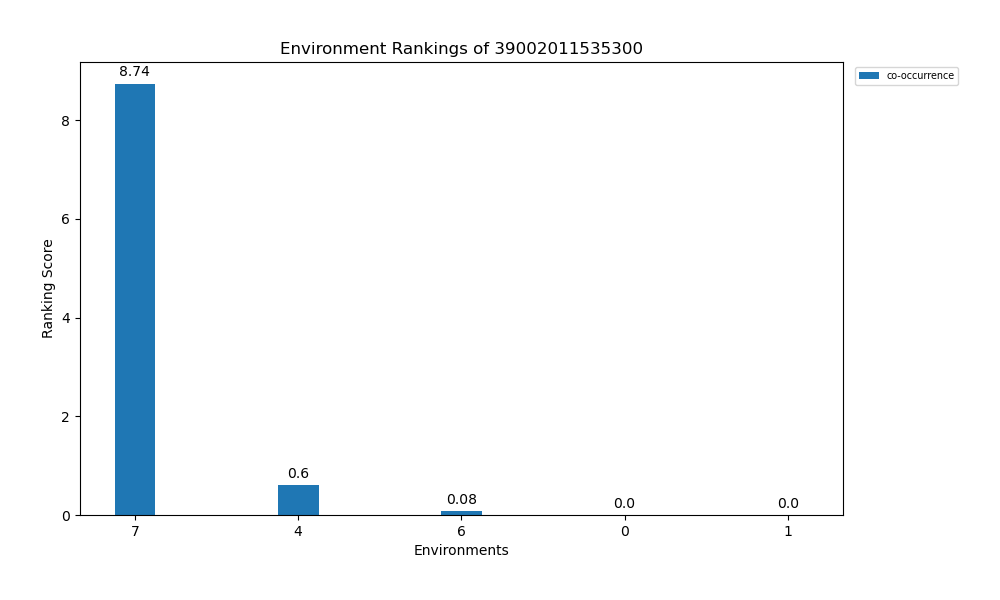 Environment Rankings of 39002011535300
co-occurrence
8.74
0.6
0.08
0.0
0.0
8
6
4
2
0
Ranking Score
7 4 6 0 1
Environments